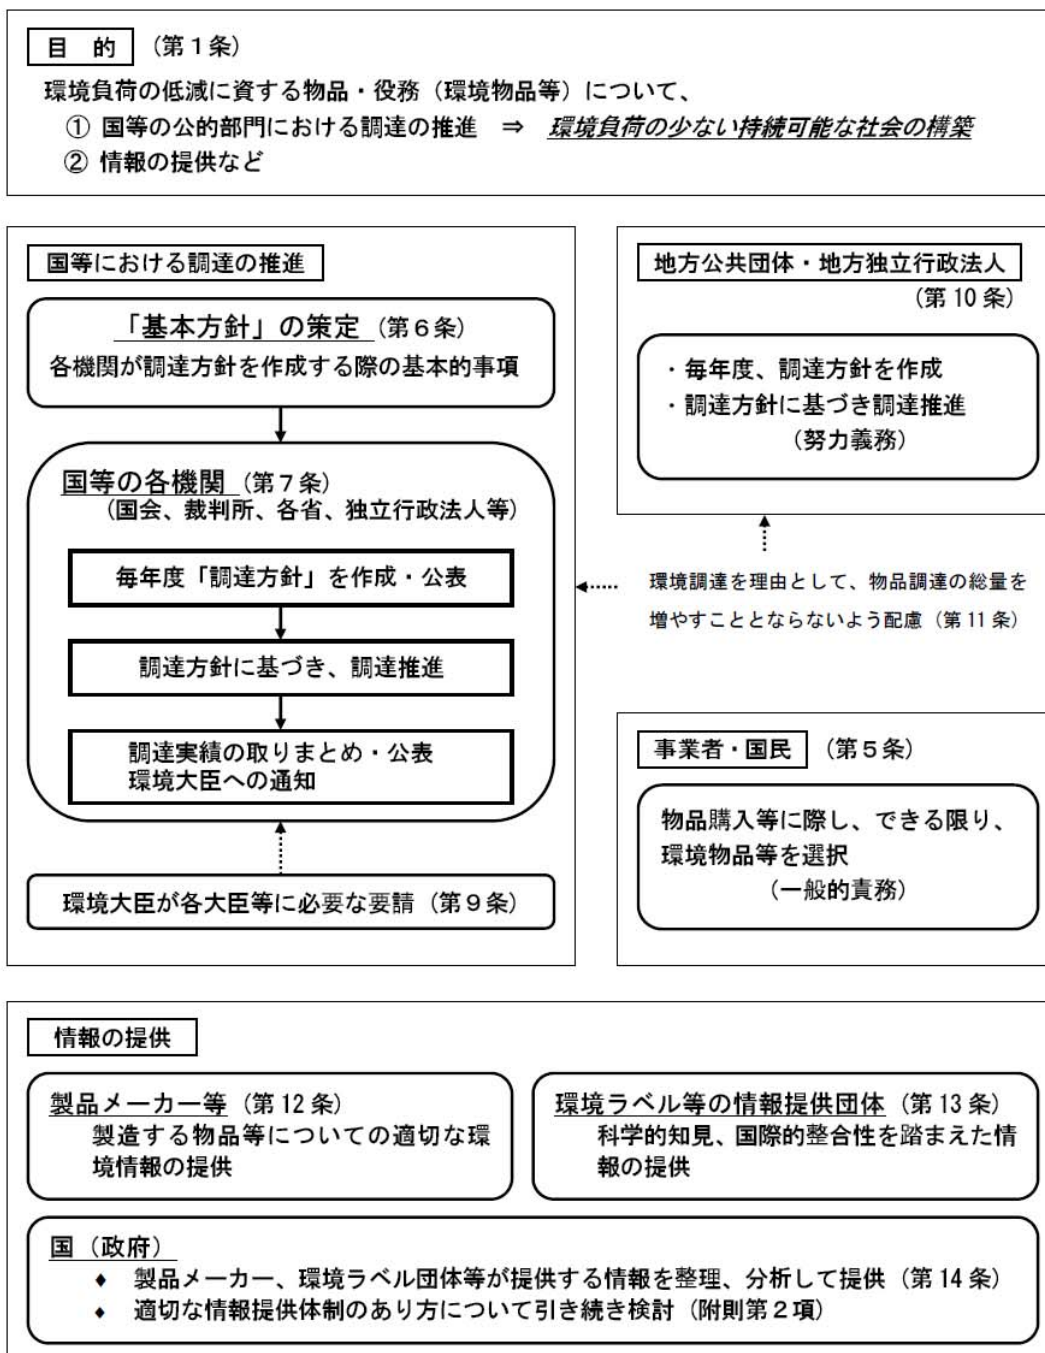 目　的　（第１条）
環境負荷の低減に資する物品・役務（環境物品等）について、
① 国等の公的部門における調達の推進　⇒　環境負荷の少ない持続可能な社会の構築
② 情報の提供など
国等における調達の推進
「基本方針」の策定（第６条）
各機関が調達方針を作成する際の基本的事項
国等の各機関（第７条）
（国会、裁判所、各省、独立行政法人等）
毎年度「調達方針」を作成・公表
調達方針に基づき、調達推進
調達実績の取りまとめ・公表
環境大臣への通知
環境大臣が各大臣等に必要な要請（第９条）
地方公共団体・地方独立行政法人
（第 10 条）
・毎年度、調達方針を作成
・調達方針に基づき調達推進
（努力義務）
環境調達を理由として、物品調達の総量を
増やすこととならないよう配慮（第 11 条）
事業者・国民　（第５条）
物品購入等に際し、できる限り、
環境物品等を選択
（一般的責務）
情報の提供
製品メーカー等（第 12 条）
製造する物品等についての適切な環
境情報の提供
環境ラベル等の情報提供団体（第 13 条）
科学的知見、国際的整合性を踏まえた情
報の提供
国（政府）
♦　製品メーカー、環境ラベル団体等が提供する情報を整理、分析して提供（第 14 条）
♦　適切な情報提供体制のあり方について引き続き検討（附則第２項）